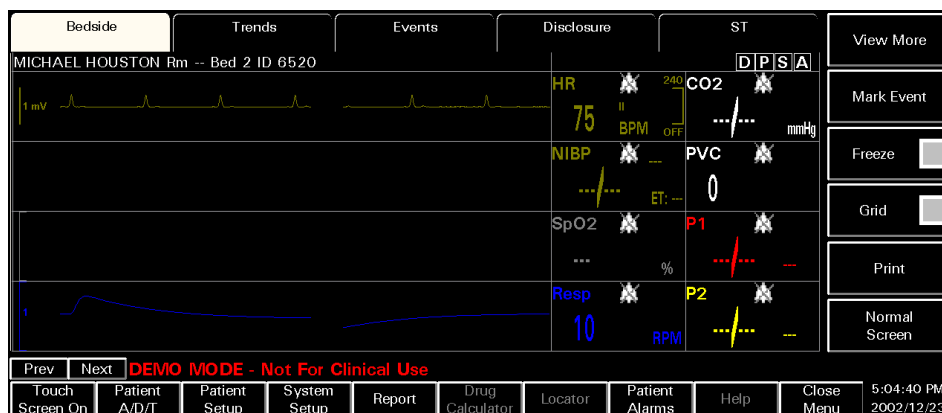 Bedside Trends Events Disclosure ST
View More
MICHAEL HOUSTON Rm -- Bed 2 ID 6520
D P S A
HR 240 CO2
Mark Event
1 mV
75 II BPM OFF
---/--- mmHg
NIBP --- PVC
Freeze
---/--- ET: --- 0
SpO2 P1
Grid
--- % ---/--- ---
Print
Resp P2
1
10 RPM ---/--- ---
Normal
Screen
Prev Next DEMO MODE - Not For Clinical Use
Touch
Screen On
Patient
A/D/T
Patient
Setup
System
Setup
Report
Drug
Calculator
Locator
Patient
Alarms
Help
Close
Menu
5:04:40 PM